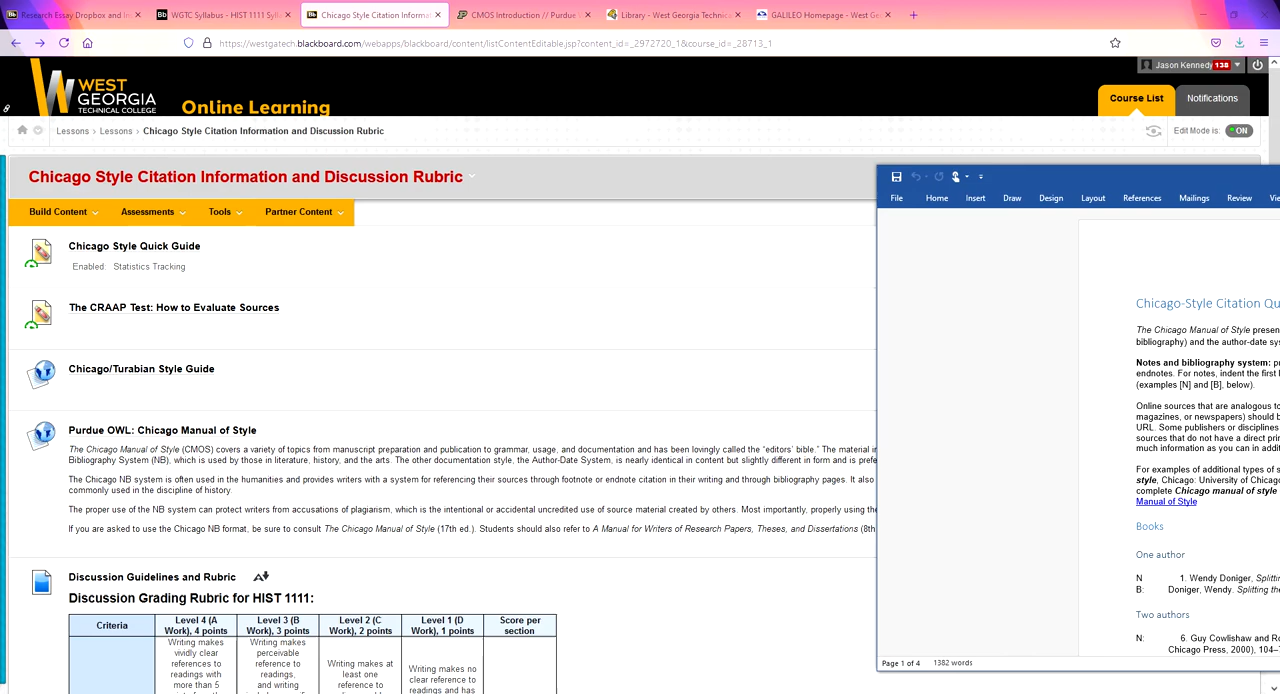 Research Essay Dropbox and In
WGTC Syllabus - HIST 1111 Syll
Chicago Style Citation Informat
CMOS Introduction // Purdue
Library - West Georgia Technica
GALILEO Homepage - West Ge
https://westgatech.blackboard.com/webapps/blackboard/content/listContentEditable.jsp?content_id=_2972720_1&course_id=_28713_1
WEST
GEORGIA
TECHNICAL COLLEGE
Online Learning
Jason Kennedy 138
Course List
Notifications
Lessons > Lessons > Chicago Style Citation Information and Discussion Rubric
Edit Mode is: ON
Chicago Style Citation Information and Discussion Rubric
Build Content
Assessments
Tools
Partner Content
Chicago Style Quick Guide
Enabled: Statistics Tracking
The CRAAP Test: How to Evaluate Sources
Chicago/Turabian Style Guide
Purdue OWL: Chicago Manual of Style
The Chicago Manual of Style (CMOS) covers a variety of topics from manuscript preparation and publication to grammar, usage, and documentation and has been lovingly called the "editors' bible." The material in
Bibliography System (NB), which is used by those in literature, history, and the arts. The other documentation style, the Author-Date System, is nearly identical in content but slightly different in form and is prefe
The Chicago NB system is often used in the humanities and provides writers with a system for referencing their sources through footnote or endnote citation in their writing and through bibliography pages. It also
commonly used in the discipline of history.
The proper use of the NB system can protect writers from accusations of plagiarism, which is the intentional or accidental uncredited use of source material created by others. Most importantly, properly using the
If you are asked to use the Chicago NB format, be sure to consult The Chicago Manual of Style (17th ed.). Students should also refer to A Manual for Writers of Research Papers, Theses, and Dissertations (8th
Discussion Guidelines and Rubric
Discussion Grading Rubric for HIST 1111:
Criteria
Level 4 (A
Work), 4 points
Level 3 (B
Work), 3 points
Level 2 (C
Work), 2 points
Level 1 (D
Work), 1 points
Score per
section
Writing makes
vividly clear
references to
readings with
more than 5
Writing makes
perceivable
reference to
readings,
and writing
Writing makes at
least one
reference to
Writing makes no
clear reference to
readings and has
File
Home
Insert
Draw
Design
Layout
References
Mailings
Review
Vie
Chicago-Style Citation Qu
The Chicago Manual of Style presen
bibliography) and the author-date sy
Notes and bibliography system: p
endnotes. For notes, indent the first l
(examples [N] and [B], below).
Online sources that are analogous to
magazines, or newspapers) should b
URL. Some publishers or disciplines
sources that do not have a direct pri
much information as you can in addi
For examples of additional types of s
style, Chicago: University of Chicago
complete Chicago manual of style
Manual of Style
Books
One author
N 1. Wendy Doniger, Splitti
B: Doniger, Wendy. Splitting the
Two authors
N: 6. Guy Cowlishaw and Ro
Chicago Press, 2000), 104–7
Page 1 of 4
1382 words